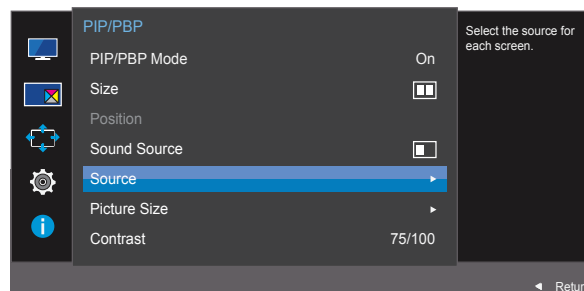 PIP/PBP
PIP/PBP Mode On
Size
Position
Sound Source
Source
Picture Size
Contrast 75/100
Select the source for
each screen.